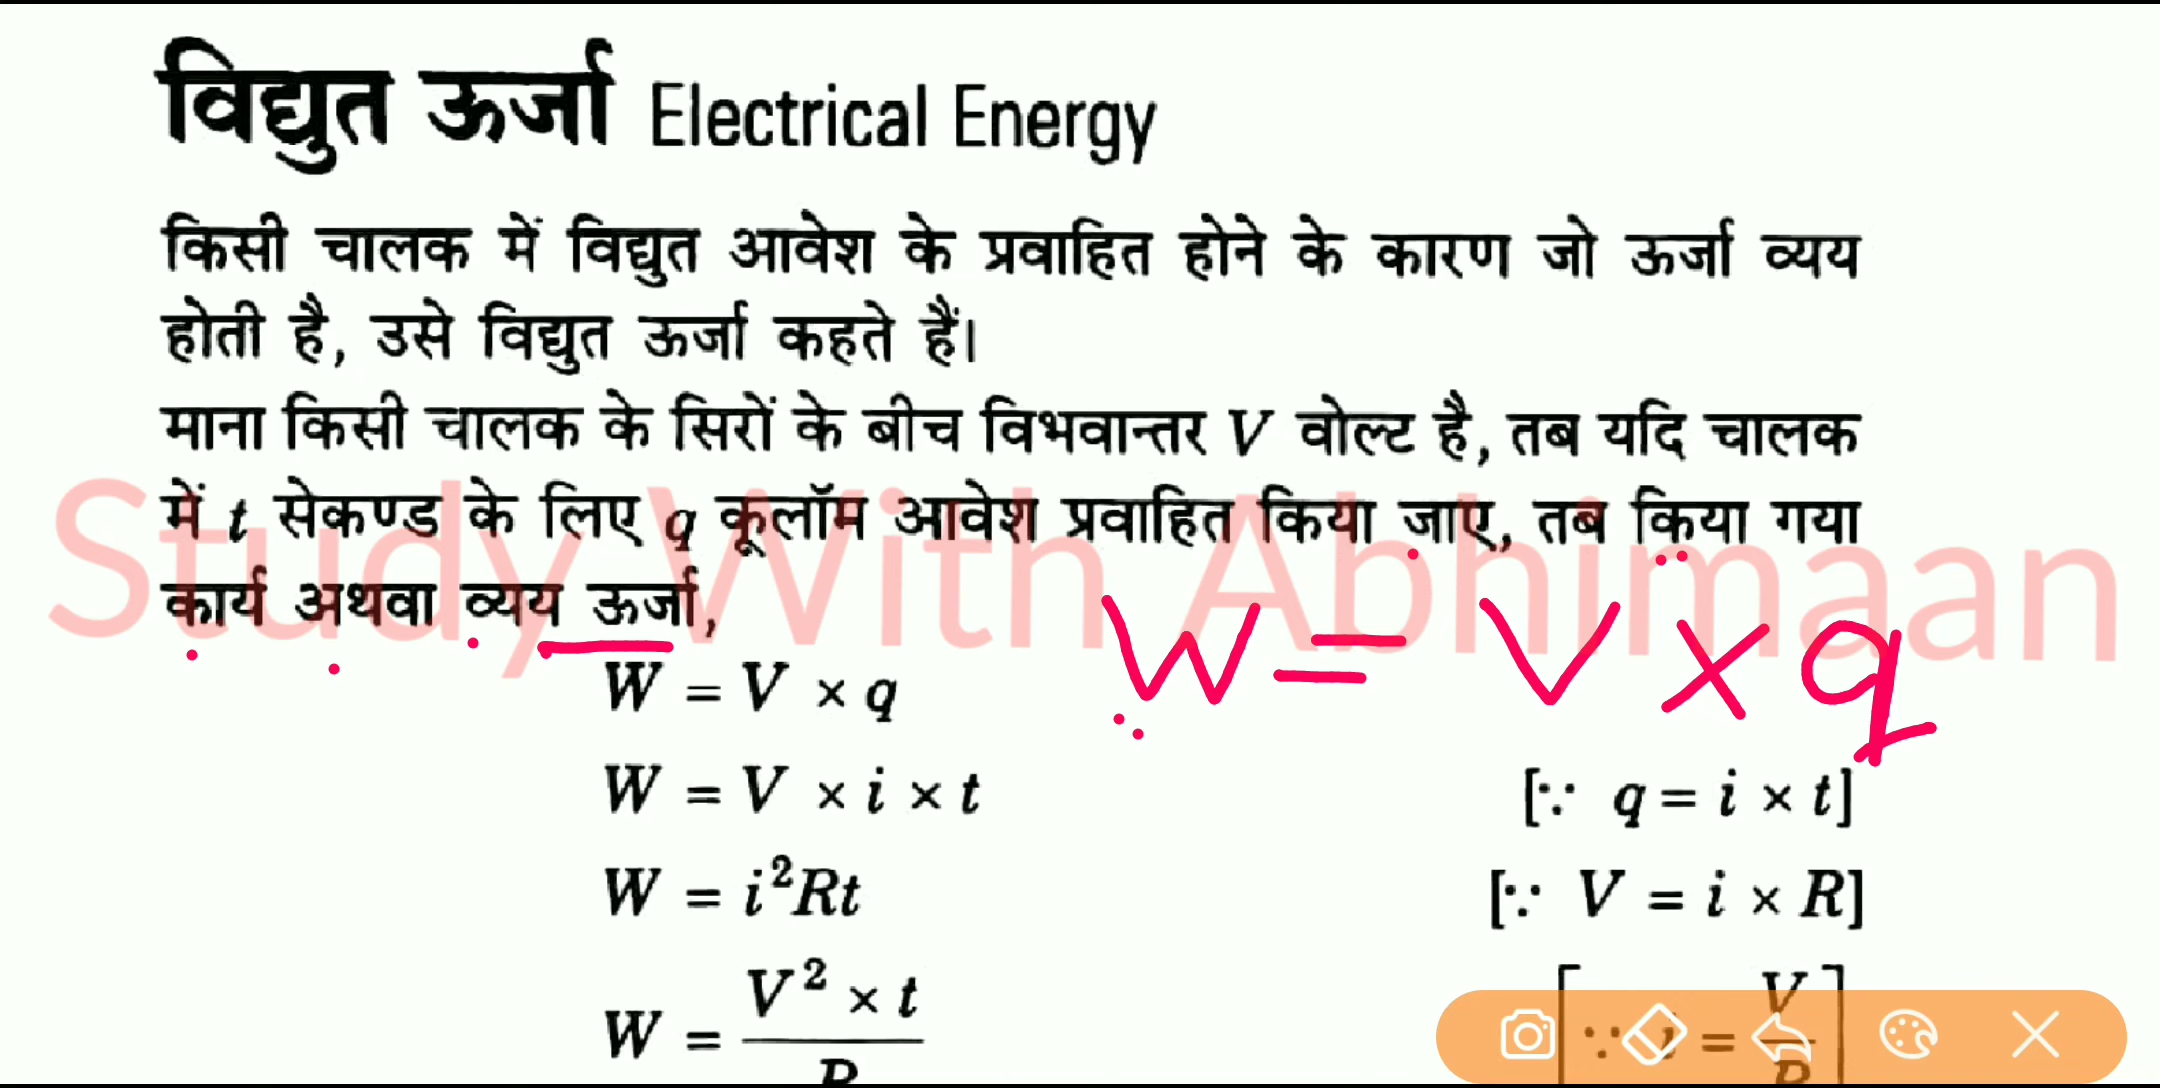 विद्युत ऊर्जा Electrical Energy
किसी चालक में विद्युत आवेश के प्रवाहित होने के कारण जो ऊर्जा व्यय
होती है, उसे विद्युत ऊर्जा कहते हैं।
माना किसी चालक के सिरों के बीच विभवान्तर V वोल्ट है, तब यदि चालक
में t सेकण्ड के लिए q कूलॉम आवेश प्रवाहित किया जाए, तब किया गया
Study With Abhimaan
कार्य अथवा व्यय ऊर्जा,
W = V × q
W = V × q
W = V × i × t [∵ q = i × t]
W = i²Rt [∵ V = i × R]
W = V² × t / R [∵ i = V / R]